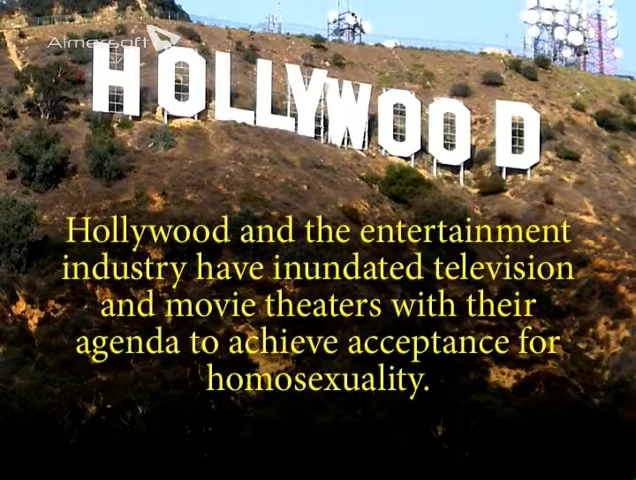 Aimersoft
HOLLYWOOD
Hollywood and the entertainment
industry have inundated television
and movie theaters with their
agenda to achieve acceptance for
homosexuality.